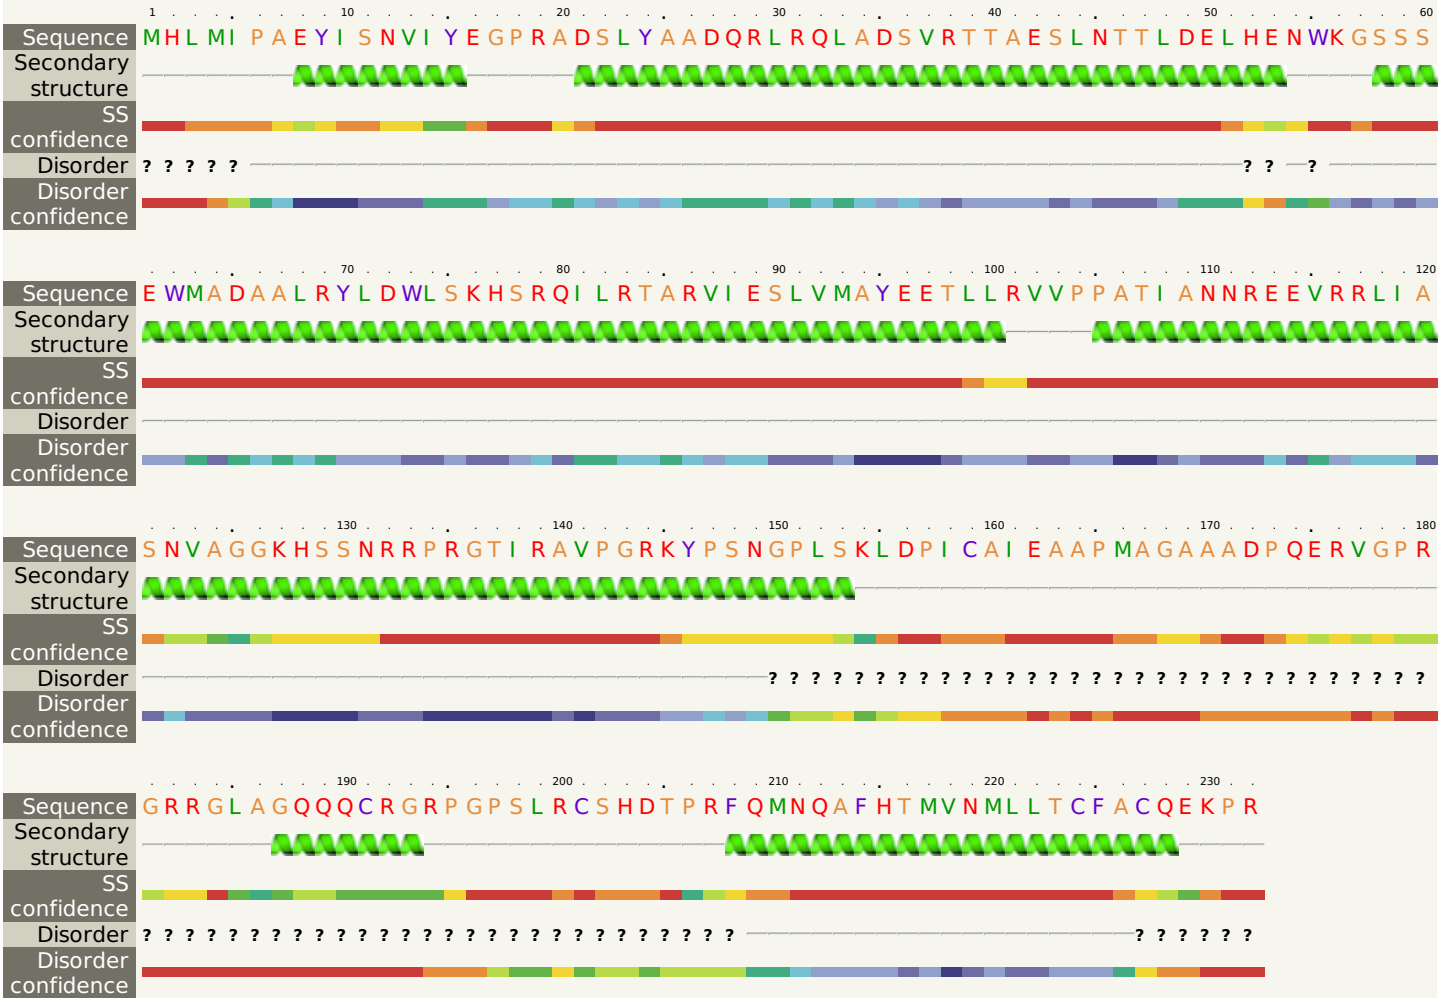 1 10 20 30 40 50 60
Sequence M H L M I P A E Y I S N V I Y E G P R A D S L Y A A D Q R L R Q L A D S V R T T A E S L N T T L D E L H E N W K G S S S
Secondary
structure
SS
confidence
Disorder ? ? ? ? ? ? ? ?
Disorder
confidence
70 80 90 100 110 120
Sequence E W M A D A A L R Y L D W L S K H S R Q I L R T A R V I E S L V M A Y E E T L L R V V P P A T I A N N R E E V R R L I A
Secondary
structure
SS
confidence
Disorder
Disorder
confidence
130 140 150 160 170 180
Sequence S N V A G G K H S S N R R P R G T I R A V P G R K Y P S N G P L S K L D P I C A I E A A P M A G A A A D P Q E R V G P R
Secondary
structure
SS
confidence
Disorder ? ? ? ? ? ? ? ? ? ? ? ? ? ? ? ? ? ? ? ? ? ? ? ? ? ? ? ? ? ? ?
Disorder
confidence
190 200 210 220 230
Sequence G R R G L A G Q Q Q C R G R P G P S L R C S H D T P R F Q M N Q A F H T M V N M L L T C F A C Q E K P R
Secondary
structure
SS
confidence
Disorder ? ? ? ? ? ? ? ? ? ? ? ? ? ? ? ? ? ? ? ? ? ? ? ? ? ? ? ? ? ? ? ? ? ?
Disorder
confidence